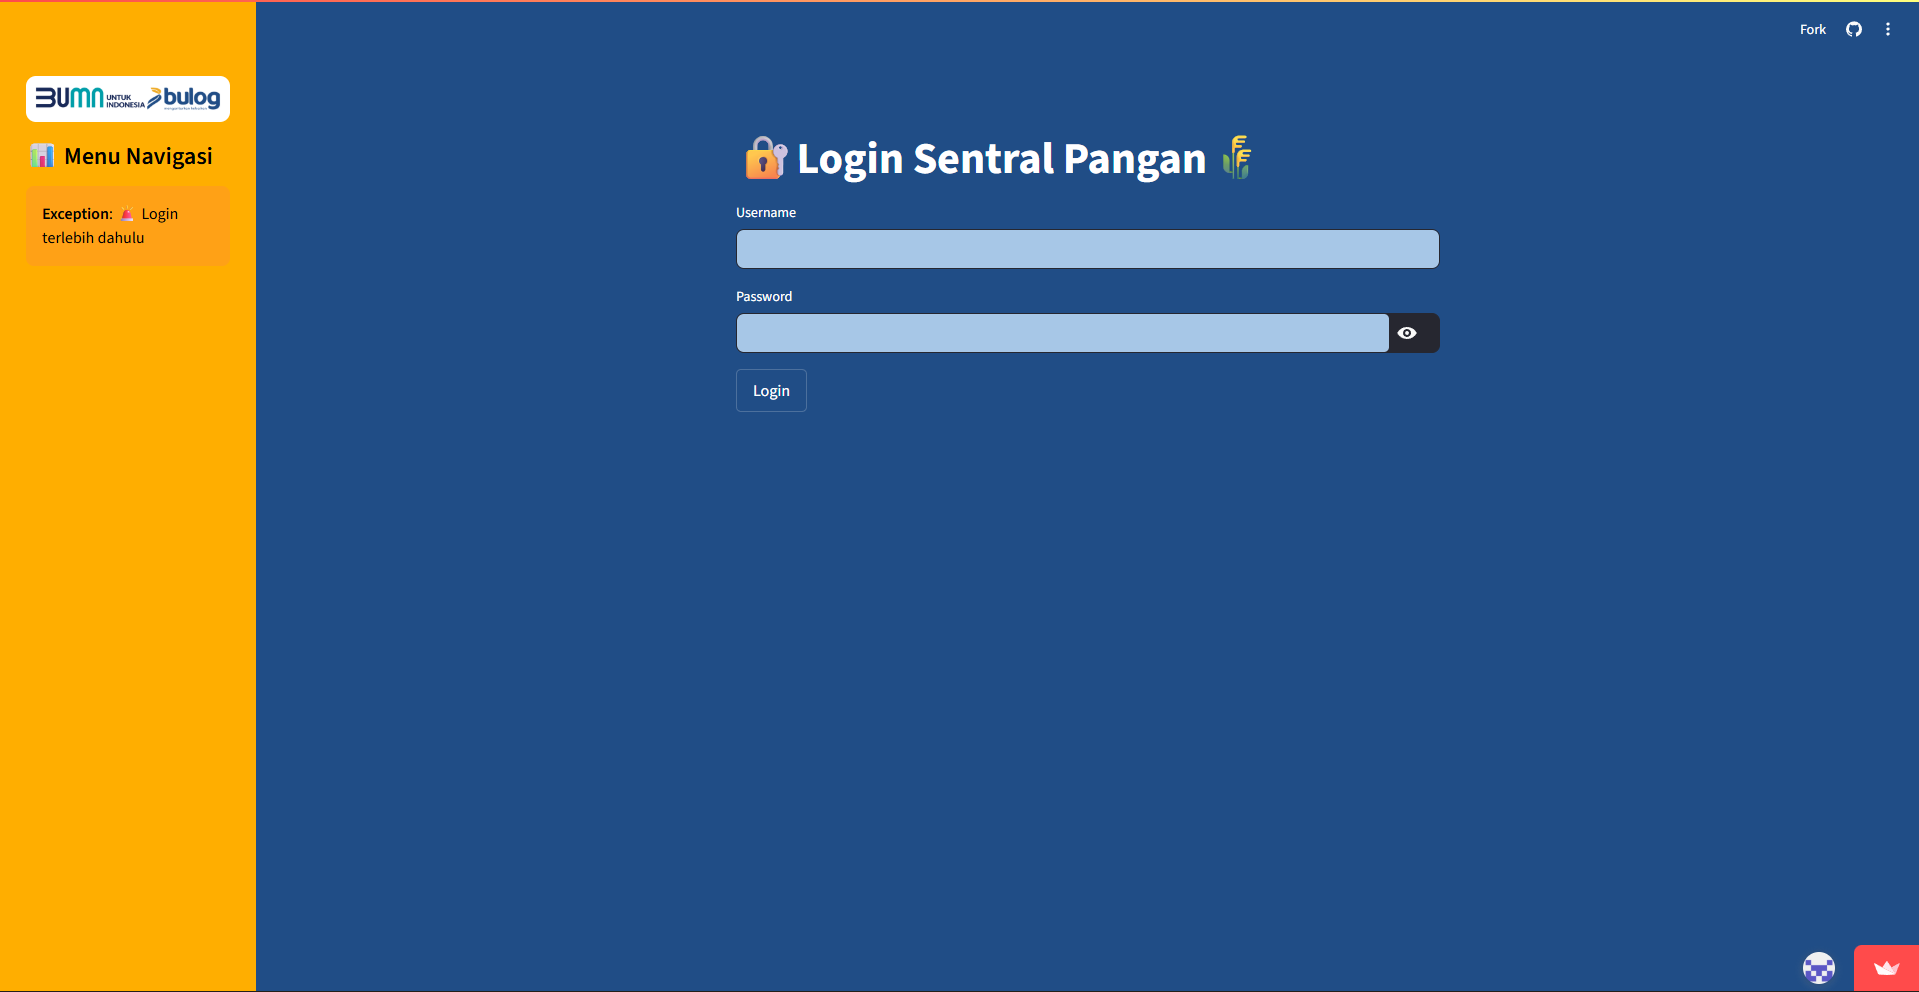 Fork
BUMN UNTUK INDONESIA bulog
Menu Navigasi
Exception: Login
terlebih dahulu
Login Sentral Pangan
Username
Password
Login